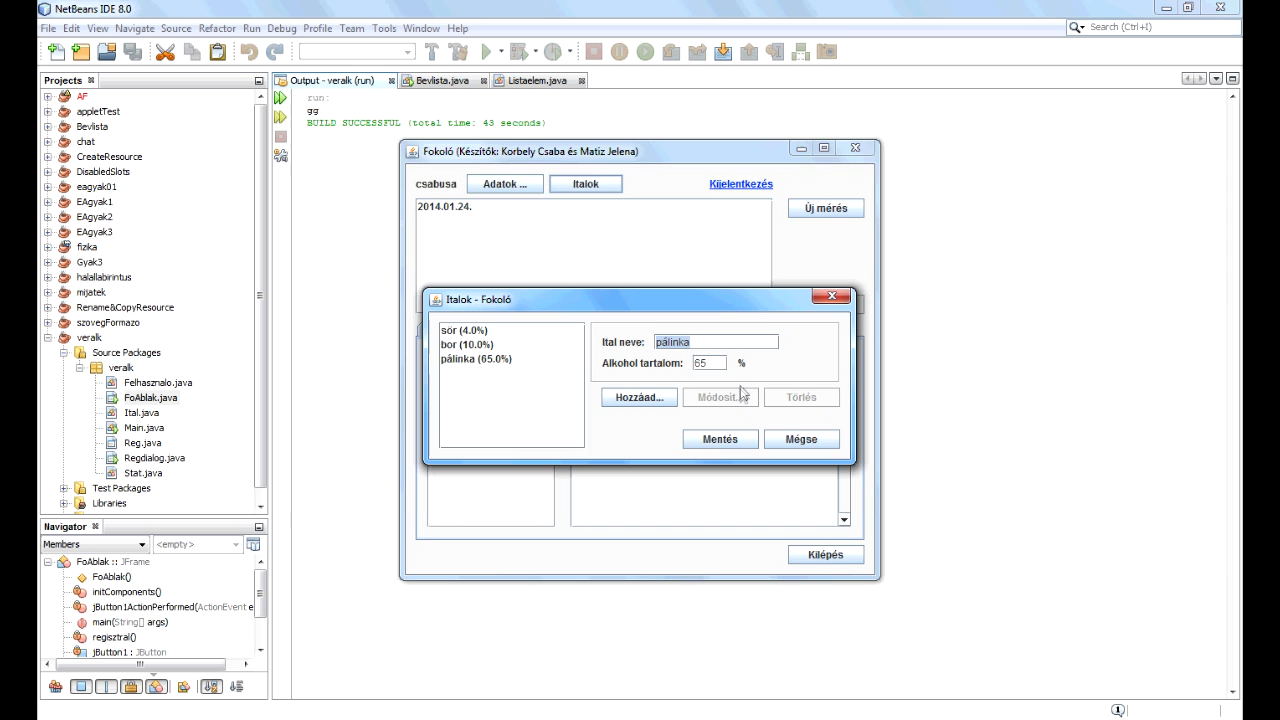 NetBeans IDE 8.0
File Edit View Navigate Source Refactor Run Debug Profile Team Tools Window Help
Search (Ctrl+I)
Projects
Output - veralk (run)
Bevlista.java
Listaelem.java
AF
appletTest
Bevlista
chat
CreateResource
DisabledSlots
eagyak01
EAgyak1
EAgyak2
EAgyak3
fizika
Gyak3
halallabirintus
mijatek
Rename&CopyResource
szovegFormazo
veralk
Source Packages
veralk
Felhasznalo.java
FoAblak.java
Ital.java
Main.java
Reg.java
Regdialog.java
Stat.java
Test Packages
Libraries
run:
gg
BUILD SUCCESSFUL (total time: 43 seconds)
Fokoló (Készítők: Korbely Csaba és Matiz Jelena)
csabusa
Adatok ...
Italok
Kijelentkezés
2014.01.24.
Új mérés
Italok - Fokoló
sör (4.0%)
bor (10.0%)
pálinka (65.0%)
Ital neve: pálinka
Alkohol tartalom: 65 %
Hozzáad...
Módosít...
Törlés
Mentés
Mégse
Kilépés
Navigator
Members
<empty>
FoAblak :: JFrame
FoAblak()
initComponents()
jButton1ActionPerformed(ActionEvent e
main(String[] args)
regisztral()
jButton1 : JButton
1